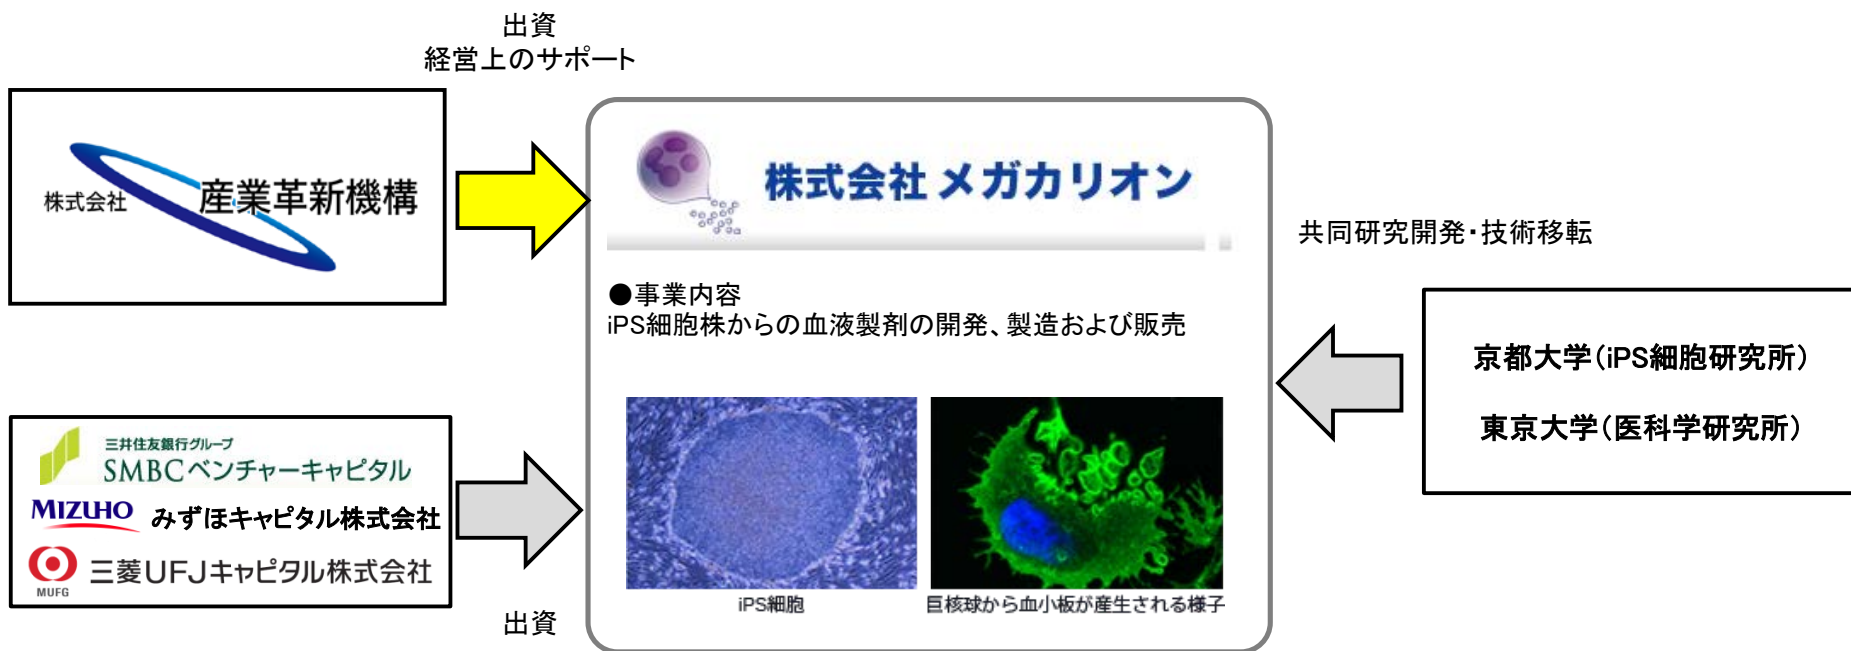 出資
経営上のサポート
株式会社 産業革新機構
株式会社 メガカリオン
●事業内容
iPS細胞株からの血液製剤の開発、製造および販売
共同研究開発・技術移転
京都大学(iPS細胞研究所)
東京大学(医科学研究所)
三井住友銀行グループ
SMBCベンチャーキャピタル
MIZUHO みずほキャピタル株式会社
三菱UFJキャピタル株式会社
MUFG
出資
iPS細胞
巨核球から血小板が産生される様子